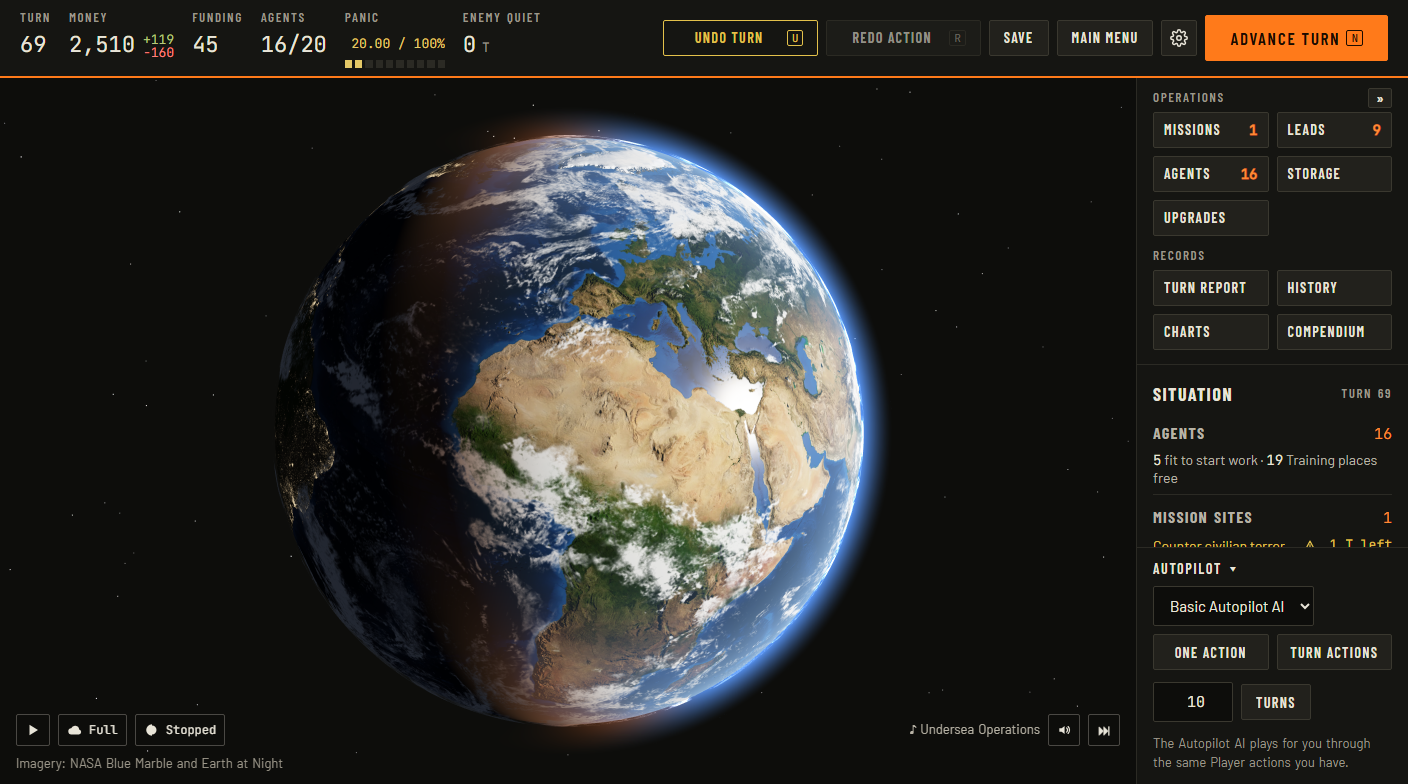 TURN
69
MONEY
2,510 +119 -160
FUNDING
45
AGENTS
16/20
PANIC
20.00 / 100%
ENEMY QUIET
0 T
UNDO TURN U
REDO ACTION R
SAVE
MAIN MENU
ADVANCE TURN N
OPERATIONS »
MISSIONS 1
LEADS 9
AGENTS 16
STORAGE
UPGRADES
RECORDS
TURN REPORT
HISTORY
CHARTS
COMPENDIUM
SITUATION TURN 69
AGENTS 16
5 fit to start work · 19 Training places
free
MISSION SITES 1
Counter civilian terror ⚠ 1 T left
AUTOPILOT ▾
Basic Autopilot AI
ONE ACTION
TURN ACTIONS
10
TURNS
The Autopilot AI plays for you through
the same Player actions you have.
Full
Stopped
♪ Undersea Operations
Imagery: NASA Blue Marble and Earth at Night